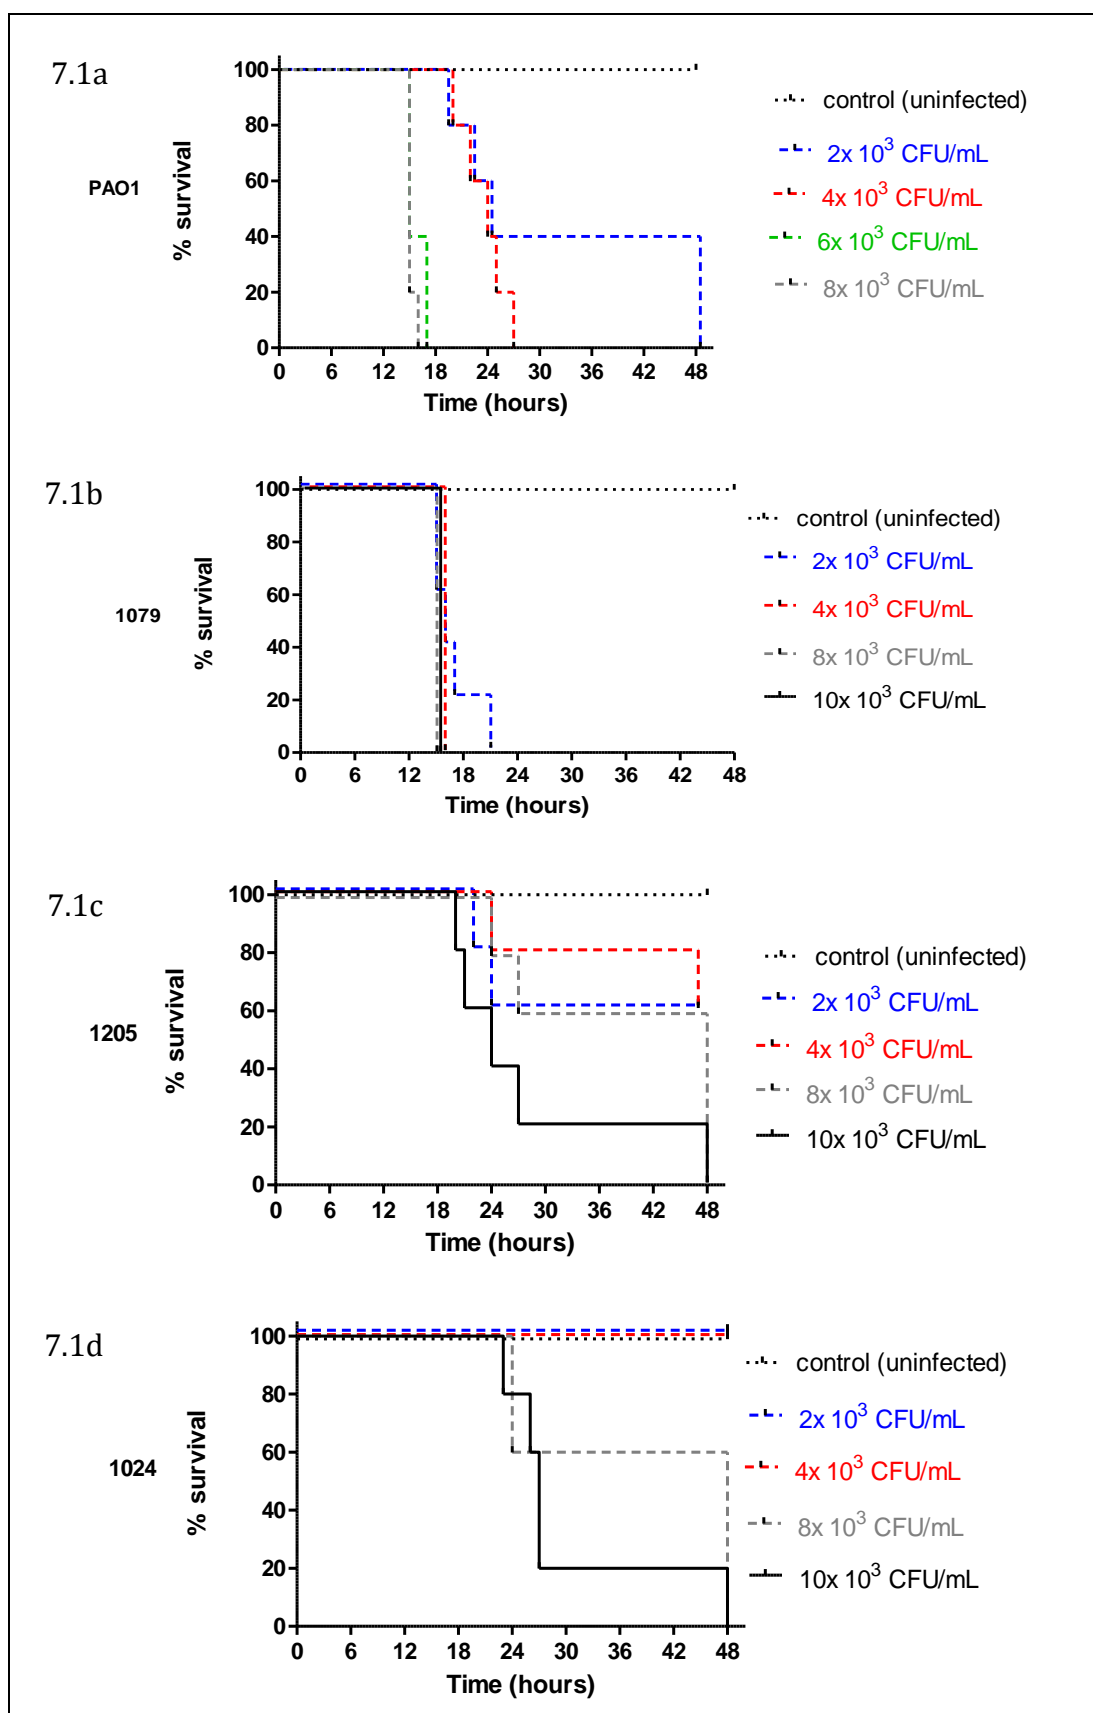 7.1a
PAO1
% survival
100
80
60
40
20
0
0 6 12 18 24 30 36 42 48
Time (hours)
control (uninfected)
2x 10³ CFU/mL
4x 10³ CFU/mL
6x 10³ CFU/mL
8x 10³ CFU/mL
7.1b
1079
% survival
100
80
60
40
20
0
0 6 12 18 24 30 36 42 48
Time (hours)
control (uninfected)
2x 10³ CFU/mL
4x 10³ CFU/mL
8x 10³ CFU/mL
10x 10³ CFU/mL
7.1c
1205
% survival
100
80
60
40
20
0
0 6 12 18 24 30 36 42 48
Time (hours)
control (uninfected)
2x 10³ CFU/mL
4x 10³ CFU/mL
8x 10³ CFU/mL
10x 10³ CFU/mL
7.1d
1024
% survival
100
80
60
40
20
0
0 6 12 18 24 30 36 42 48
Time (hours)
control (uninfected)
2x 10³ CFU/mL
4x 10³ CFU/mL
8x 10³ CFU/mL
10x 10³ CFU/mL